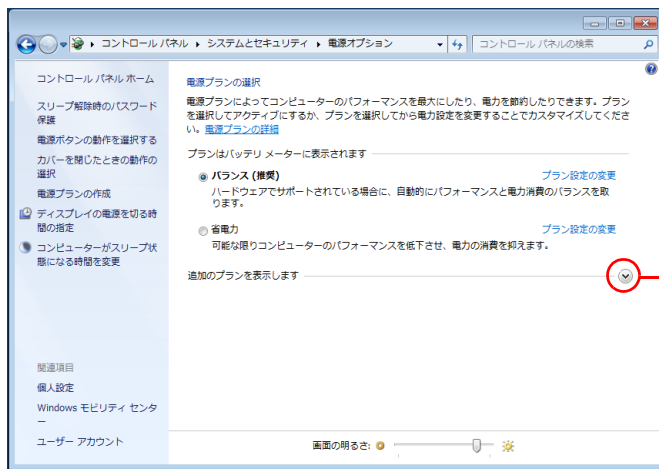 コントロール パネル ▸ システムとセキュリティ ▸ 電源オプション
コントロール パネルの検索
コントロール パネル ホーム
スリープ解除時のパスワード
保護
電源ボタンの動作を選択する
カバーを閉じたときの動作の
選択
電源プランの作成
ディスプレイの電源を切る時
間の指定
コンピューターがスリープ状
態になる時間を変更
関連項目
個人設定
Windows モビリティ センタ
ー
ユーザー アカウント
電源プランの選択
電源プランによってコンピューターのパフォーマンスを最大にしたり、電力を節約したりできます。プラン
を選択してアクティブにするか、プランを選択してから電力設定を変更することでカスタマイズしてくださ
い。電源プランの詳細
プランはバッテリ メーターに表示されます
バランス (推奨) プラン設定の変更
ハードウェアでサポートされている場合に、自動的にパフォーマンスと電力消費のバランスを取
ります。
省電力 プラン設定の変更
可能な限りコンピューターのパフォーマンスを低下させ、電力の消費を抑えます。
追加のプランを表示します
画面の明るさ: